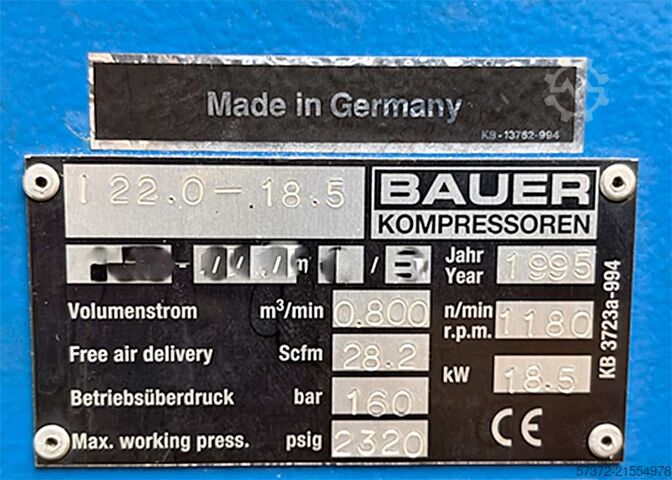 Made in Germany
KB-13762-994
I 22.0-18.5
BAUER
KOMPRESSOREN
Jahr
Year
1995
Volumenstrom m³/min 0.800
n/min
r.p.m. 1180
Free air delivery Scfm 28.2
kW 18.5
Betriebsüberdruck bar 160
Max. working press. psig 2320
CE
KB 3723a-994
57372-21554978